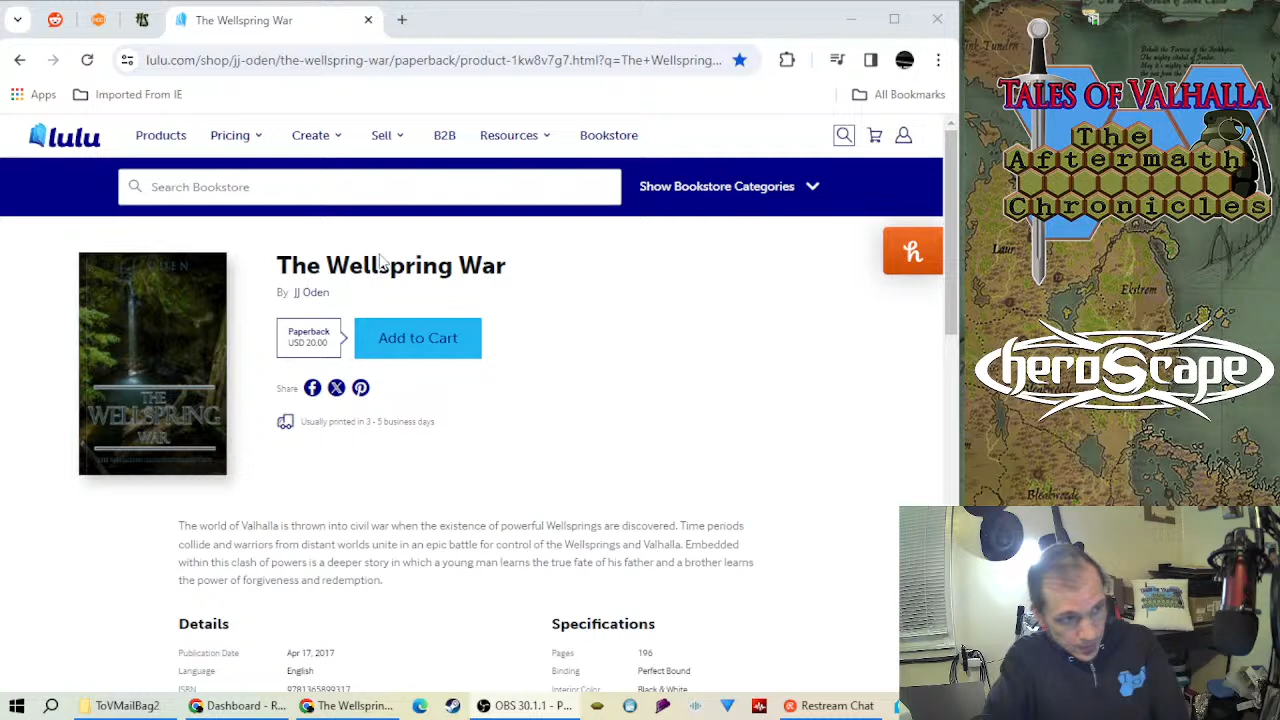 The Wellspring War
lulu.com/shop/jj-oden/the-wellspring-war/paperback/product-1kw8v7g7.html?q=The+Wellspring...
Apps
Imported From IE
All Bookmarks
lulu
Products
Pricing
Create
Sell
B2B
Resources
Bookstore
Search Bookstore
Show Bookstore Categories
h
ODEN
THE
WELLSPRING
WAR
The Wellspring War
By JJ Oden
Paperback
USD 20.00
Add to Cart
Share
Usually printed in 3 - 5 business days
The world of Valhalla is thrown into civil war when the existence of powerful Wellsprings are discovered. Time periods
collide and warriors from distant worlds unite in an epic battle for control of the Wellsprings and Valhalla. Embedded
within this clash of powers is a deeper story in which a young man learns the true fate of his father and a brother learns
the power of forgiveness and redemption.
Details
Publication Date Apr 17, 2017
Language English
ISBN 9781365899317
Specifications
Pages 196
Binding Perfect Bound
Interior Color Black & White
TALES OF VALHALLA
The
Aftermath
Chronicles
Laur
Ekstrem
heroScape
Bleakwoode
ToVMailBag2
Dashboard - R...
The Wellsprin...
OBS 30.1.1 - P...
Restream Chat